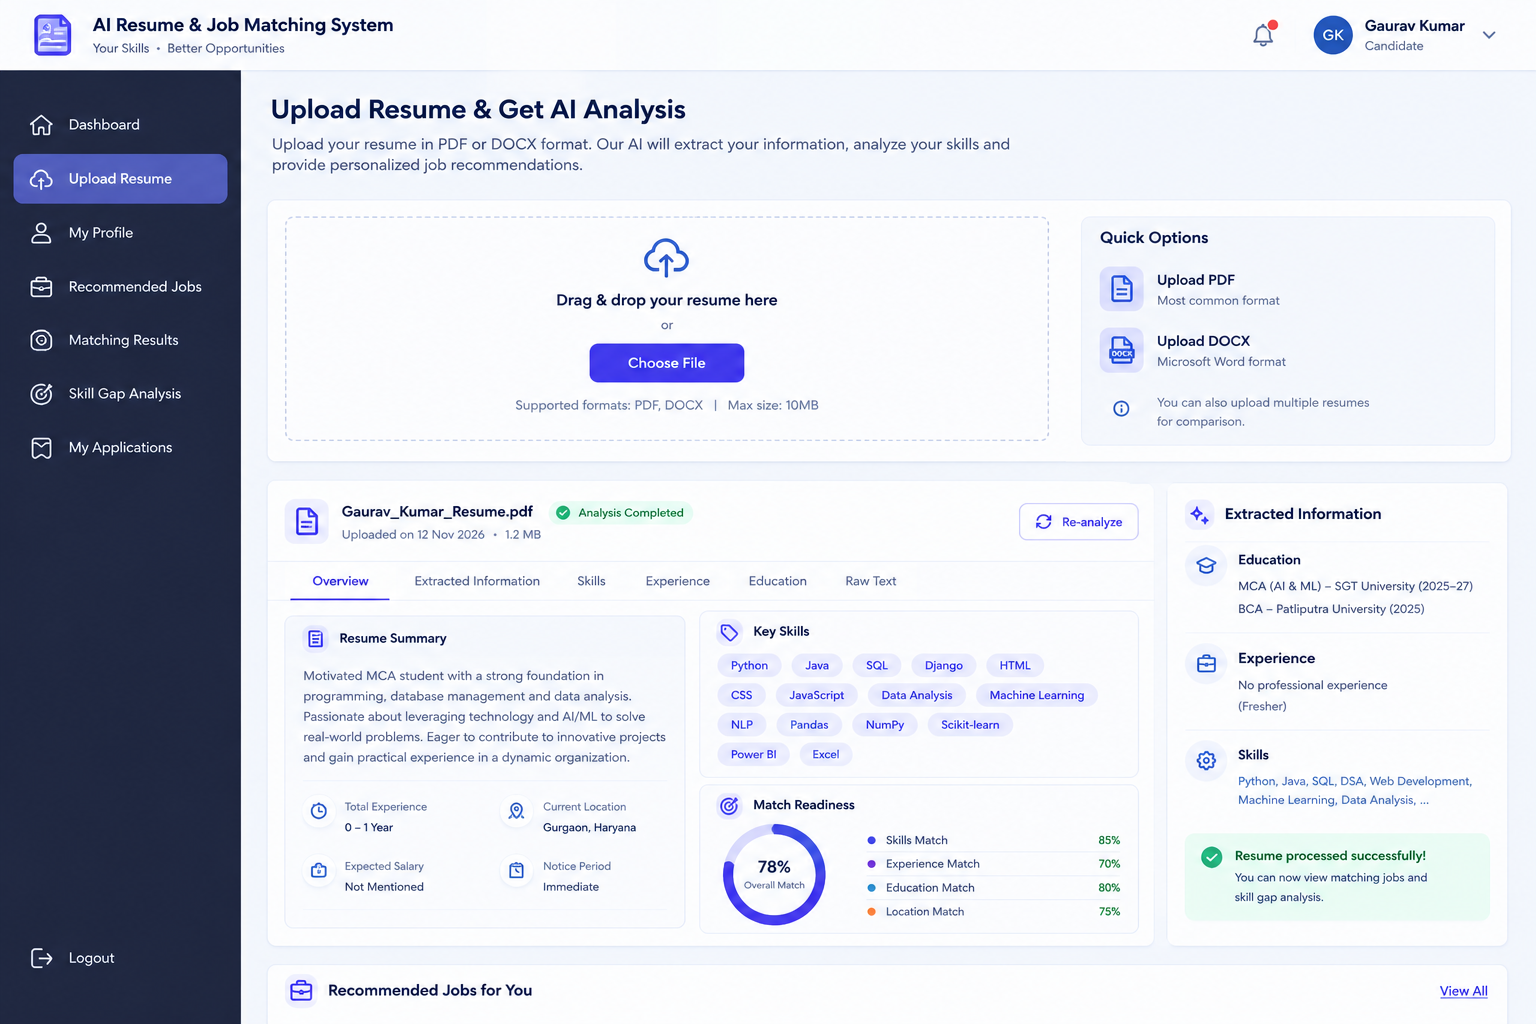 AI Resume & Job Matching System
Your Skills • Better Opportunities
GK
Gaurav Kumar
Candidate
Dashboard
Upload Resume
My Profile
Recommended Jobs
Matching Results
Skill Gap Analysis
My Applications
Logout
Upload Resume & Get AI Analysis
Upload your resume in PDF or DOCX format. Our AI will extract your information, analyze your skills and
provide personalized job recommendations.
Drag & drop your resume here
or
Choose File
Supported formats: PDF, DOCX | Max size: 10MB
Quick Options
Upload PDF
Most common format
DOCX
Upload DOCX
Microsoft Word format
You can also upload multiple resumes
for comparison.
Gaurav_Kumar_Resume.pdf
Analysis Completed
Uploaded on 12 Nov 2026 • 1.2 MB
Re-analyze
Overview
Extracted Information
Skills
Experience
Education
Raw Text
Resume Summary
Motivated MCA student with a strong foundation in
programming, database management and data analysis.
Passionate about leveraging technology and AI/ML to solve
real-world problems. Eager to contribute to innovative projects
and gain practical experience in a dynamic organization.
Total Experience
0 – 1 Year
Current Location
Gurgaon, Haryana
Expected Salary
Not Mentioned
Notice Period
Immediate
Key Skills
Python Java SQL Django HTML
CSS JavaScript Data Analysis Machine Learning
NLP Pandas NumPy Scikit-learn
Power BI Excel
Match Readiness
78%
Overall Match
Skills Match 85%
Experience Match 70%
Education Match 80%
Location Match 75%
Extracted Information
Education
MCA (AI & ML) – SGT University (2025–27)
BCA – Patliputra University (2025)
Experience
No professional experience
(Fresher)
Skills
Python, Java, SQL, DSA, Web Development,
Machine Learning, Data Analysis, ...
Resume processed successfully!
You can now view matching jobs and
skill gap analysis.
Recommended Jobs for You
View All